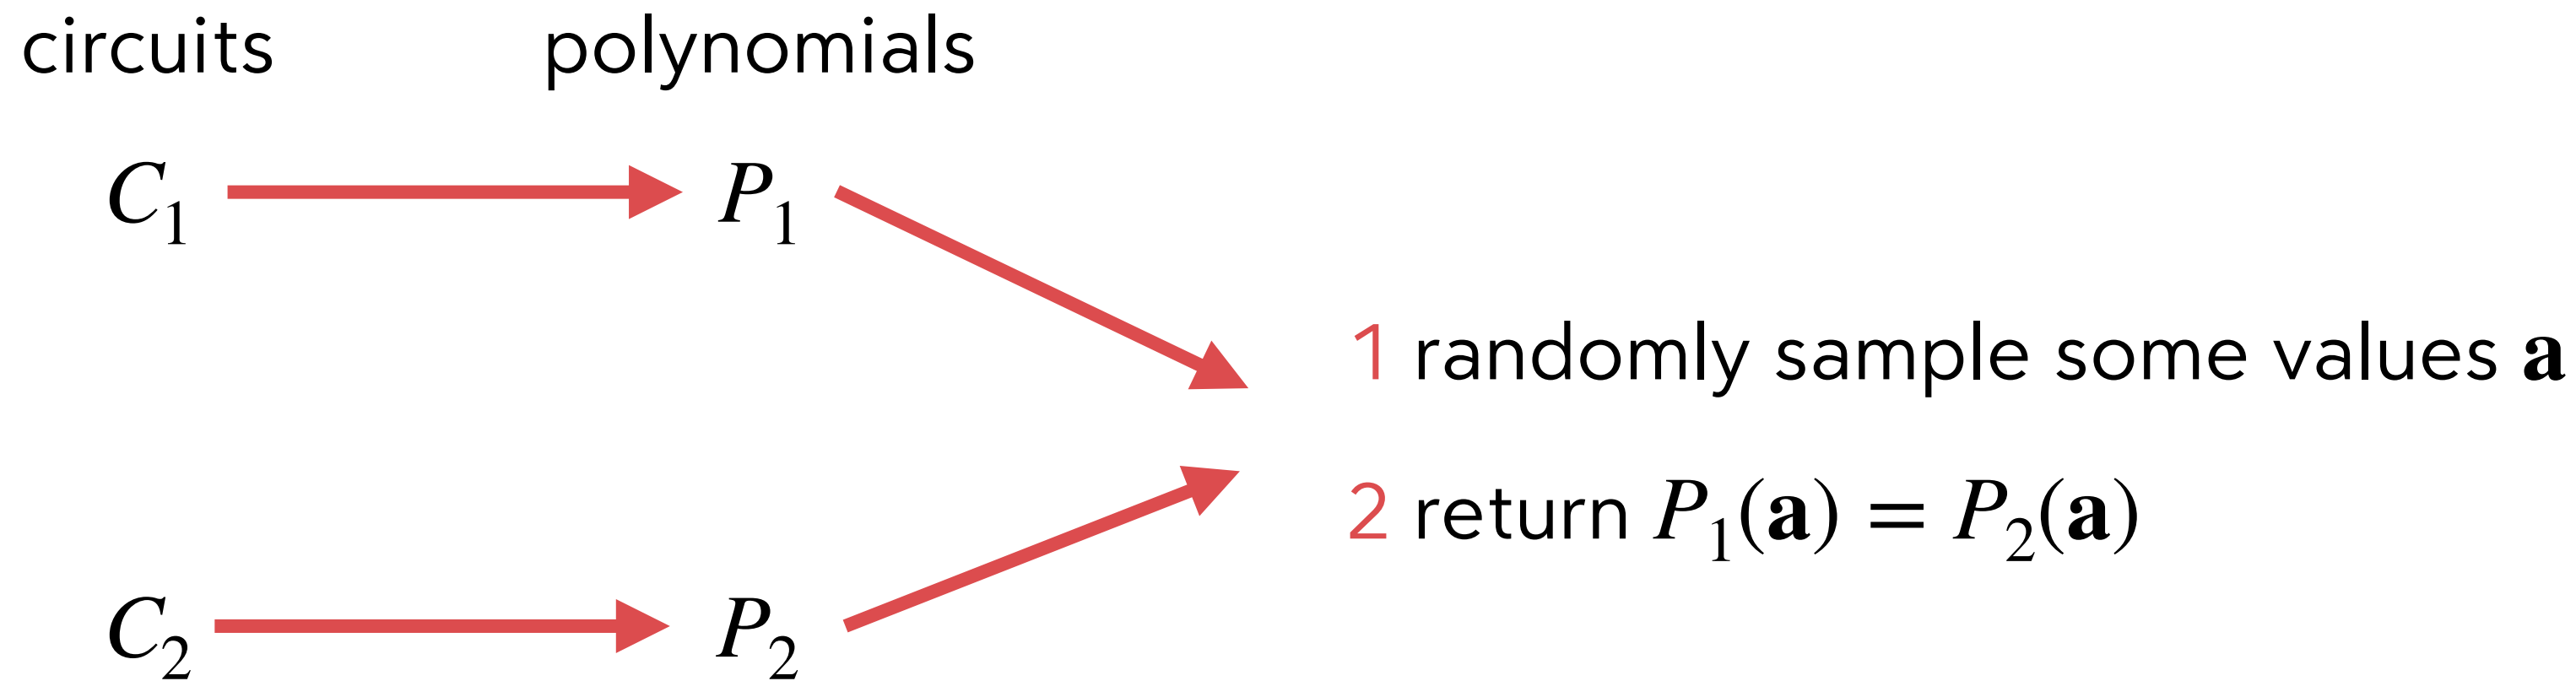 circuits polynomials
C₁ P₁
1 randomly sample some values a
2 return P₁(a) = P₂(a)
C₂ P₂